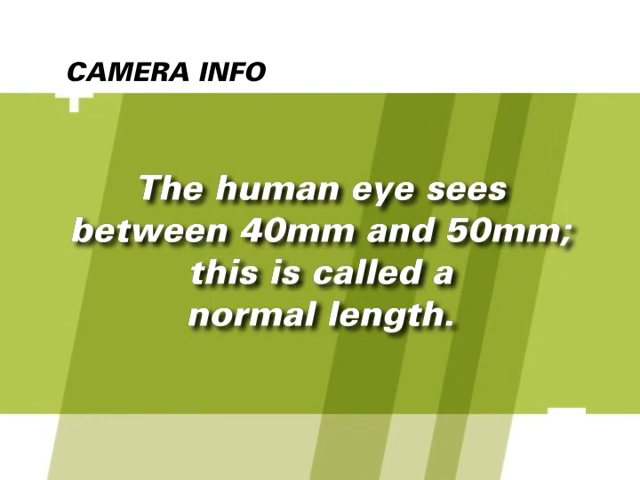 CAMERA INFO
The human eye sees
between 40mm and 50mm;
this is called a
normal length.